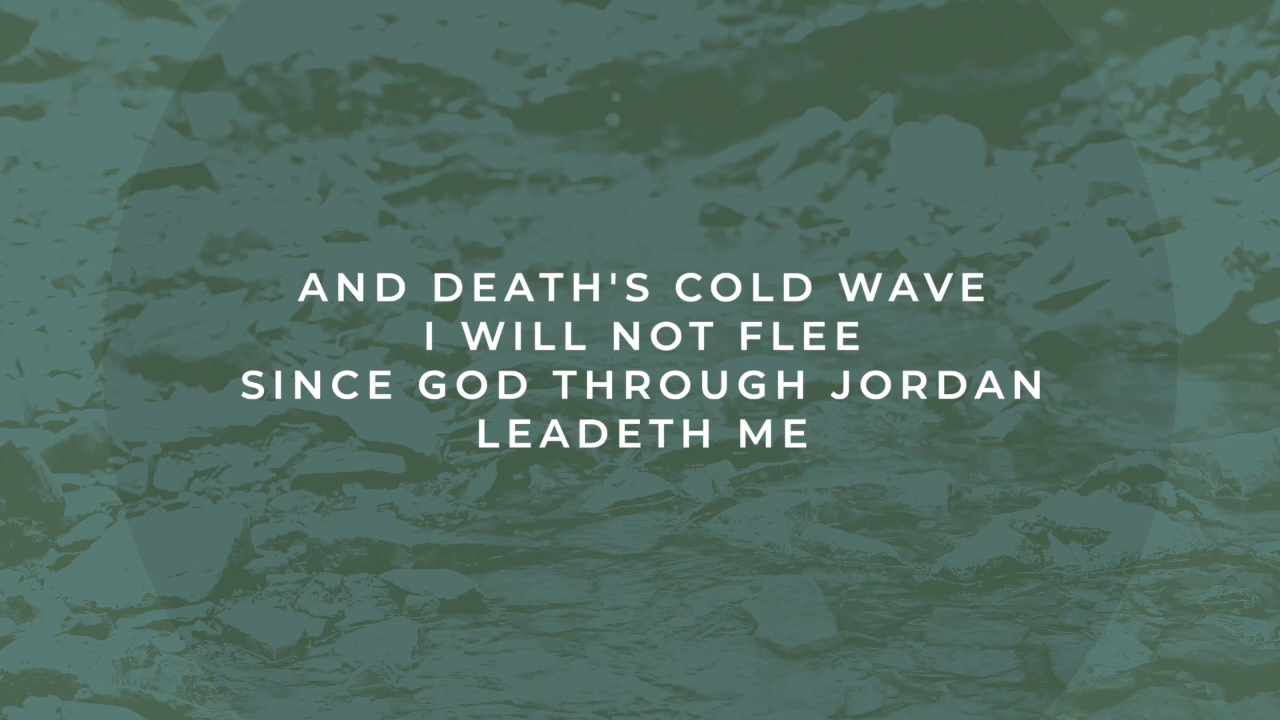 AND DEATH'S COLD WAVE
I WILL NOT FLEE
SINCE GOD THROUGH JORDAN
LEADETH ME